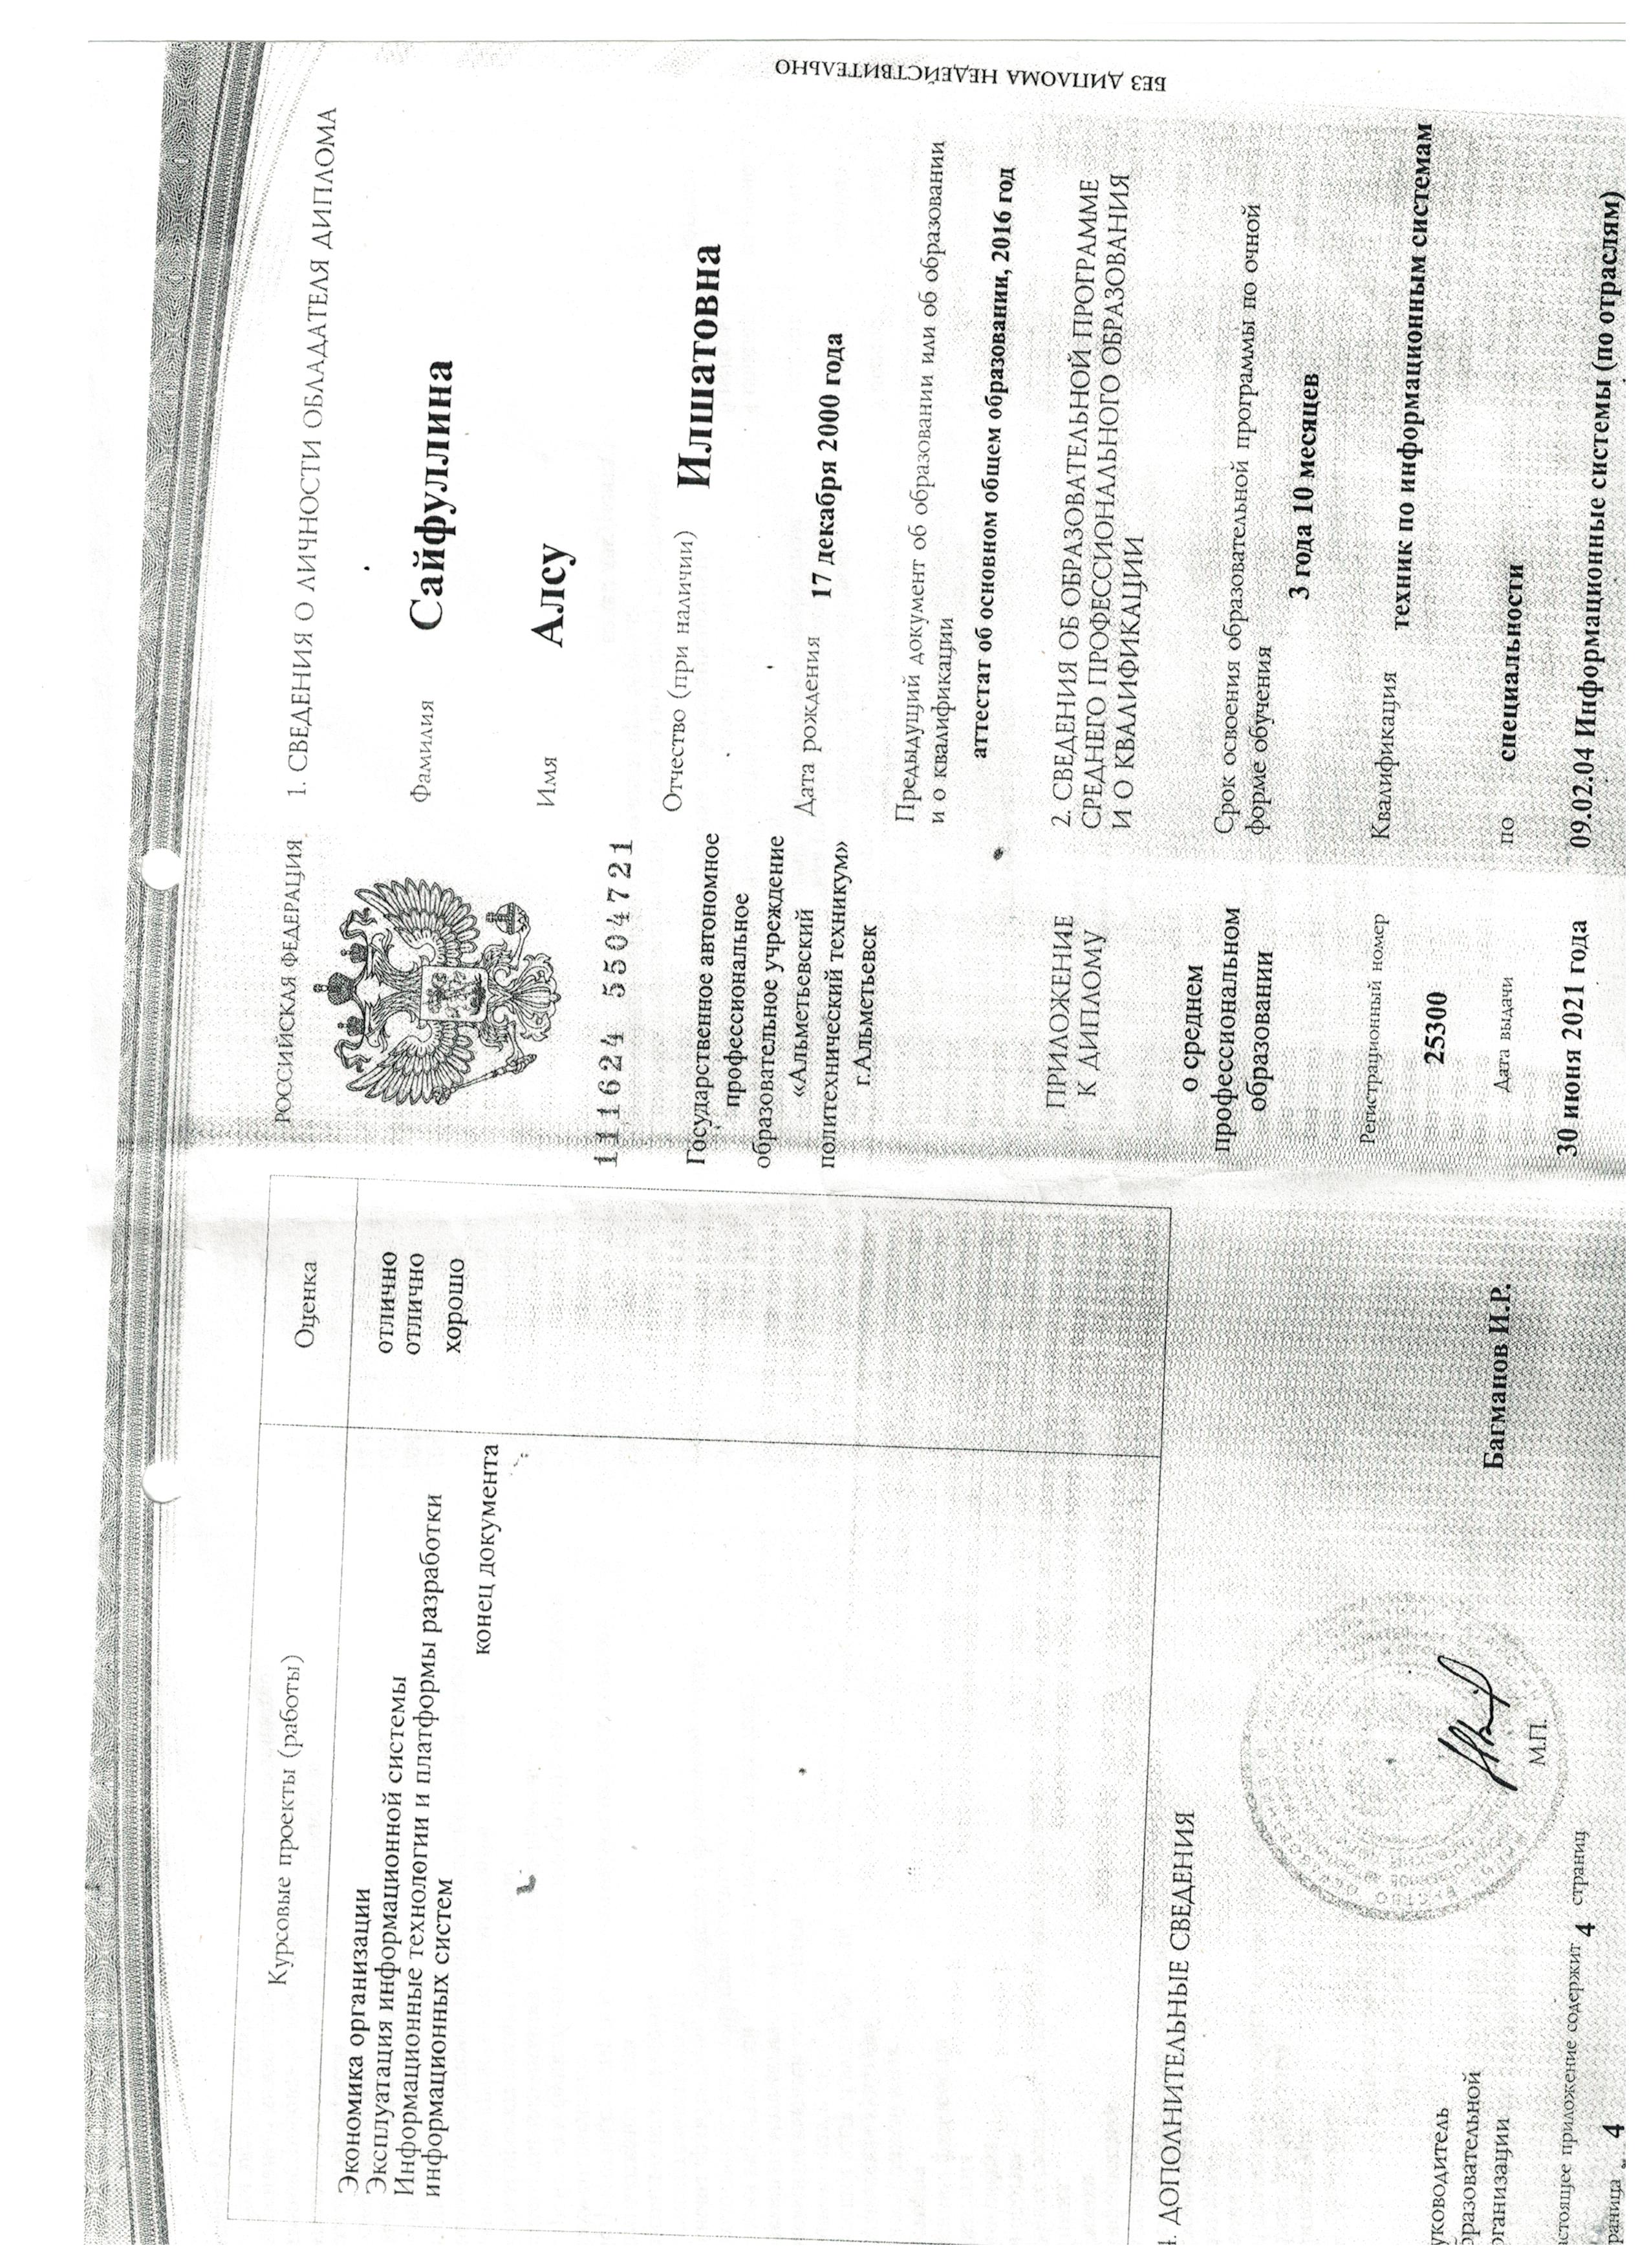 Курсовые проекты (работы)
Оценка
Экономика организации
отлично
Эксплуатация информационной системы
отлично
Информационные технологии и платформы разработки
информационных систем
хорошо
конец документа
4. ДОПОЛНИТЕЛЬНЫЕ СВЕДЕНИЯ
уководитель
бразовательной
рганизации
Багманов И.Р.
М.П.
астоящее приложение содержит 4 страниц
раница 4
РОССИЙСКАЯ ФЕДЕРАЦИЯ
111624 5504721
Государственное автономное
профессиональное
образовательное учреждение
«Альметьевский
политехнический техникум»
г.Альметьевск
ПРИЛОЖЕНИЕ
К ДИПЛОМУ
о среднем
профессиональном
образовании
Регистрационный номер
25300
Дата выдачи
30 июня 2021 года
1. СВЕДЕНИЯ О ЛИЧНОСТИ ОБЛАДАТЕЛЯ ДИПЛОМА
Фамилия Сайфуллина
Имя Алсу
Отчество (при наличии) Илшатовна
Дата рождения 17 декабря 2000 года
Предыдущий документ об образовании или об образовании
и о квалификации
аттестат об основном общем образовании, 2016 год
2. СВЕДЕНИЯ ОБ ОБРАЗОВАТЕЛЬНОЙ ПРОГРАММЕ
СРЕДНЕГО ПРОФЕССИОНАЛЬНОГО ОБРАЗОВАНИЯ
И О КВАЛИФИКАЦИИ
Срок освоения образовательной программы по очной
форме обучения
3 года 10 месяцев
Квалификация техник по информационным системам
по специальности
09.02.04 Информационные системы (по отраслям)
БЕЗ ДИПЛОМА НЕДЕЙСТВИТЕЛЬНО